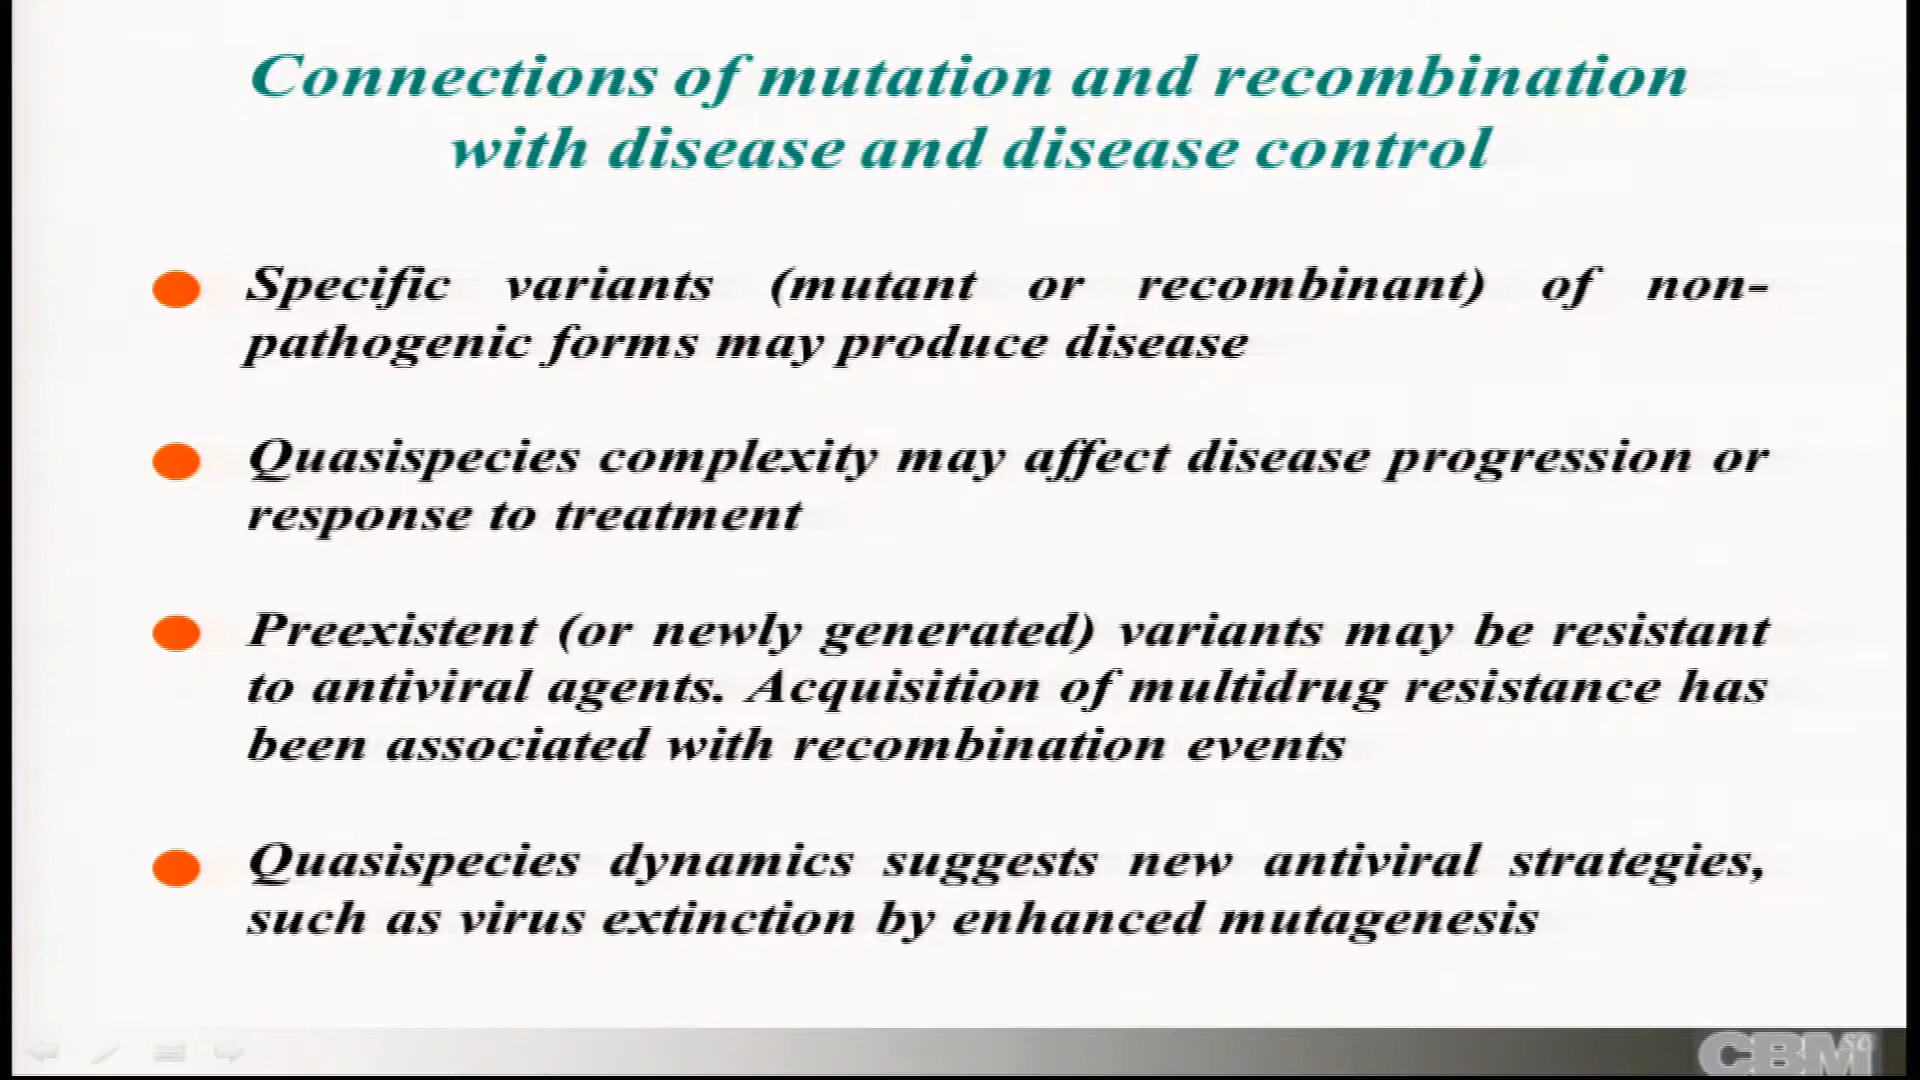 Connections of mutation and recombination
with disease and disease control
Specific variants (mutant or recombinant) of non-
pathogenic forms may produce disease
Quasispecies complexity may affect disease progression or
response to treatment
Preexistent (or newly generated) variants may be resistant
to antiviral agents. Acquisition of multidrug resistance has
been associated with recombination events
Quasispecies dynamics suggests new antiviral strategies,
such as virus extinction by enhanced mutagenesis
CBM so